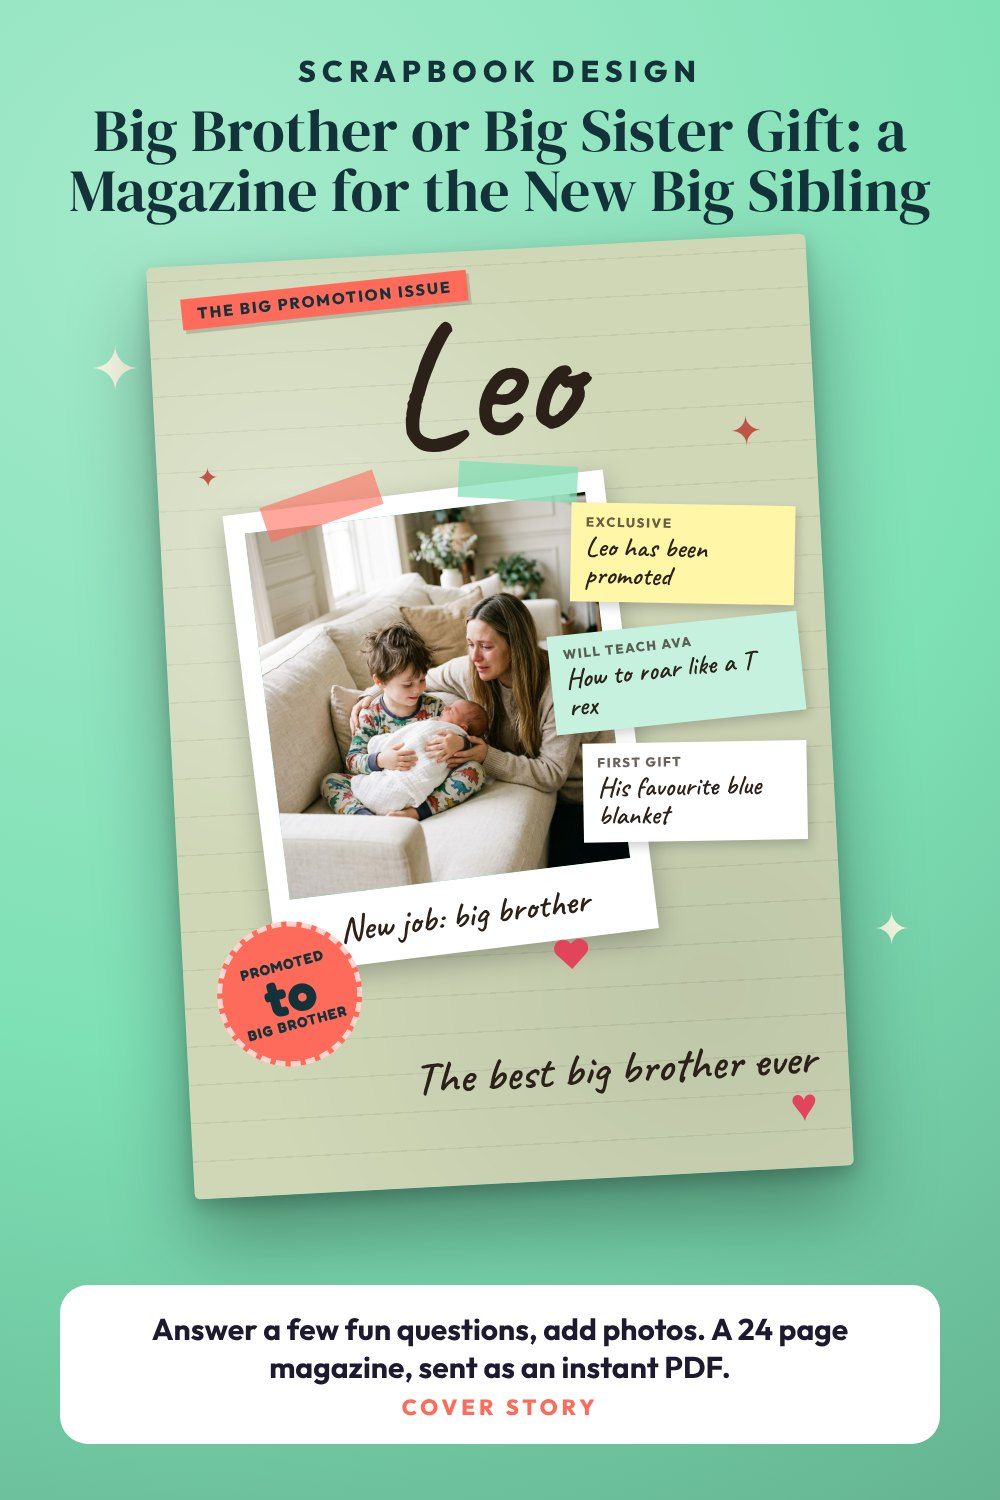 SCRAPBOOK DESIGN
Big Brother or Big Sister Gift: a
Magazine for the New Big Sibling
THE BIG PROMOTION ISSUE
Leo
EXCLUSIVE
Leo has been
promoted
WILL TEACH AVA
How to roar like a T
rex
FIRST GIFT
His favourite blue
blanket
New job: big brother
PROMOTED
to
BIG BROTHER
The best big brother ever
Answer a few fun questions, add photos. A 24 page
magazine, sent as an instant PDF.
COVER STORY